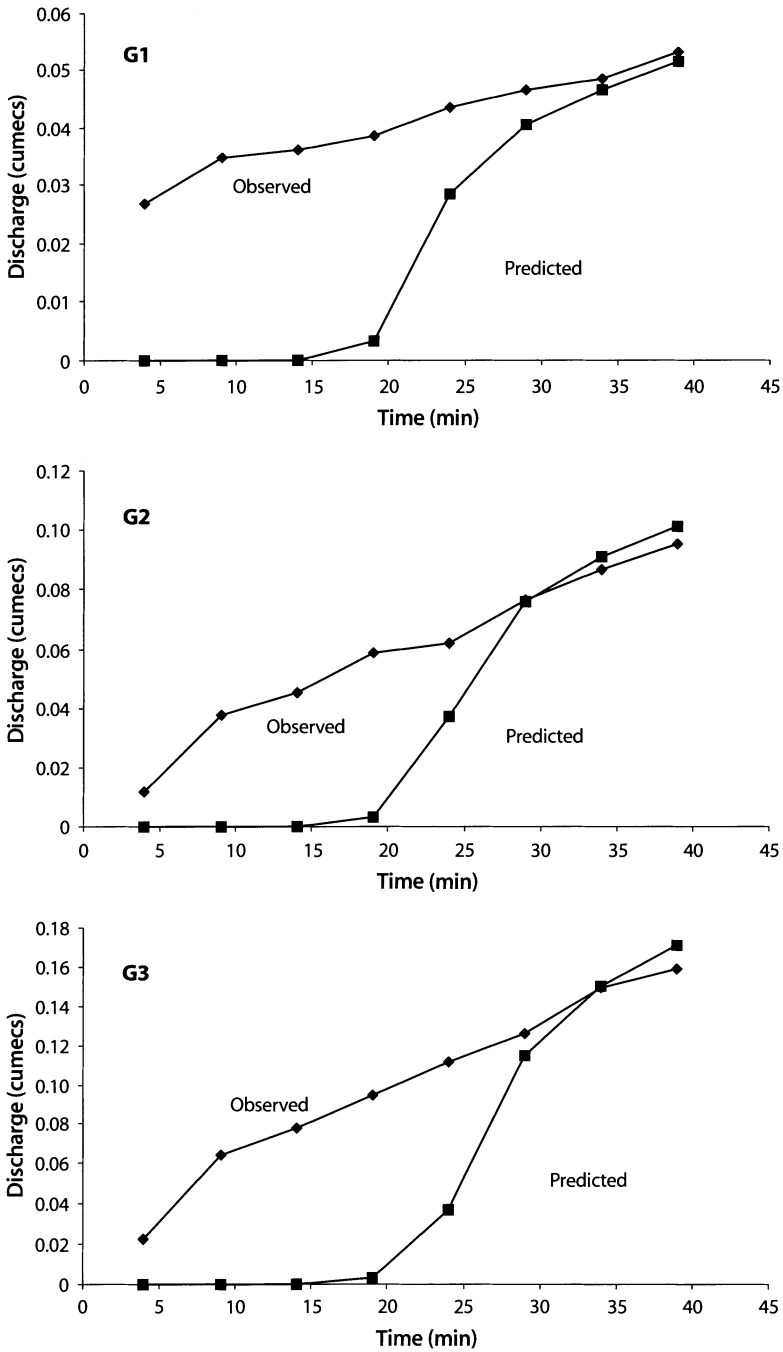 0.06
G1
0.05
0.04
0.03
0.02
0.01
0
Discharge (cumecs)
Observed
Predicted
0 5 10 15 20 25 30 35 40 45
Time (min)
0.12
G2
0.10
0.08
0.06
0.04
0.02
0
Discharge (cumecs)
Observed
Predicted
0 5 10 15 20 25 30 35 40 45
Time (min)
0.18
G3
0.16
0.14
0.12
0.10
0.08
0.06
0.04
0.02
0
Discharge (cumecs)
Observed
Predicted
0 5 10 15 20 25 30 35 40 45
Time (min)